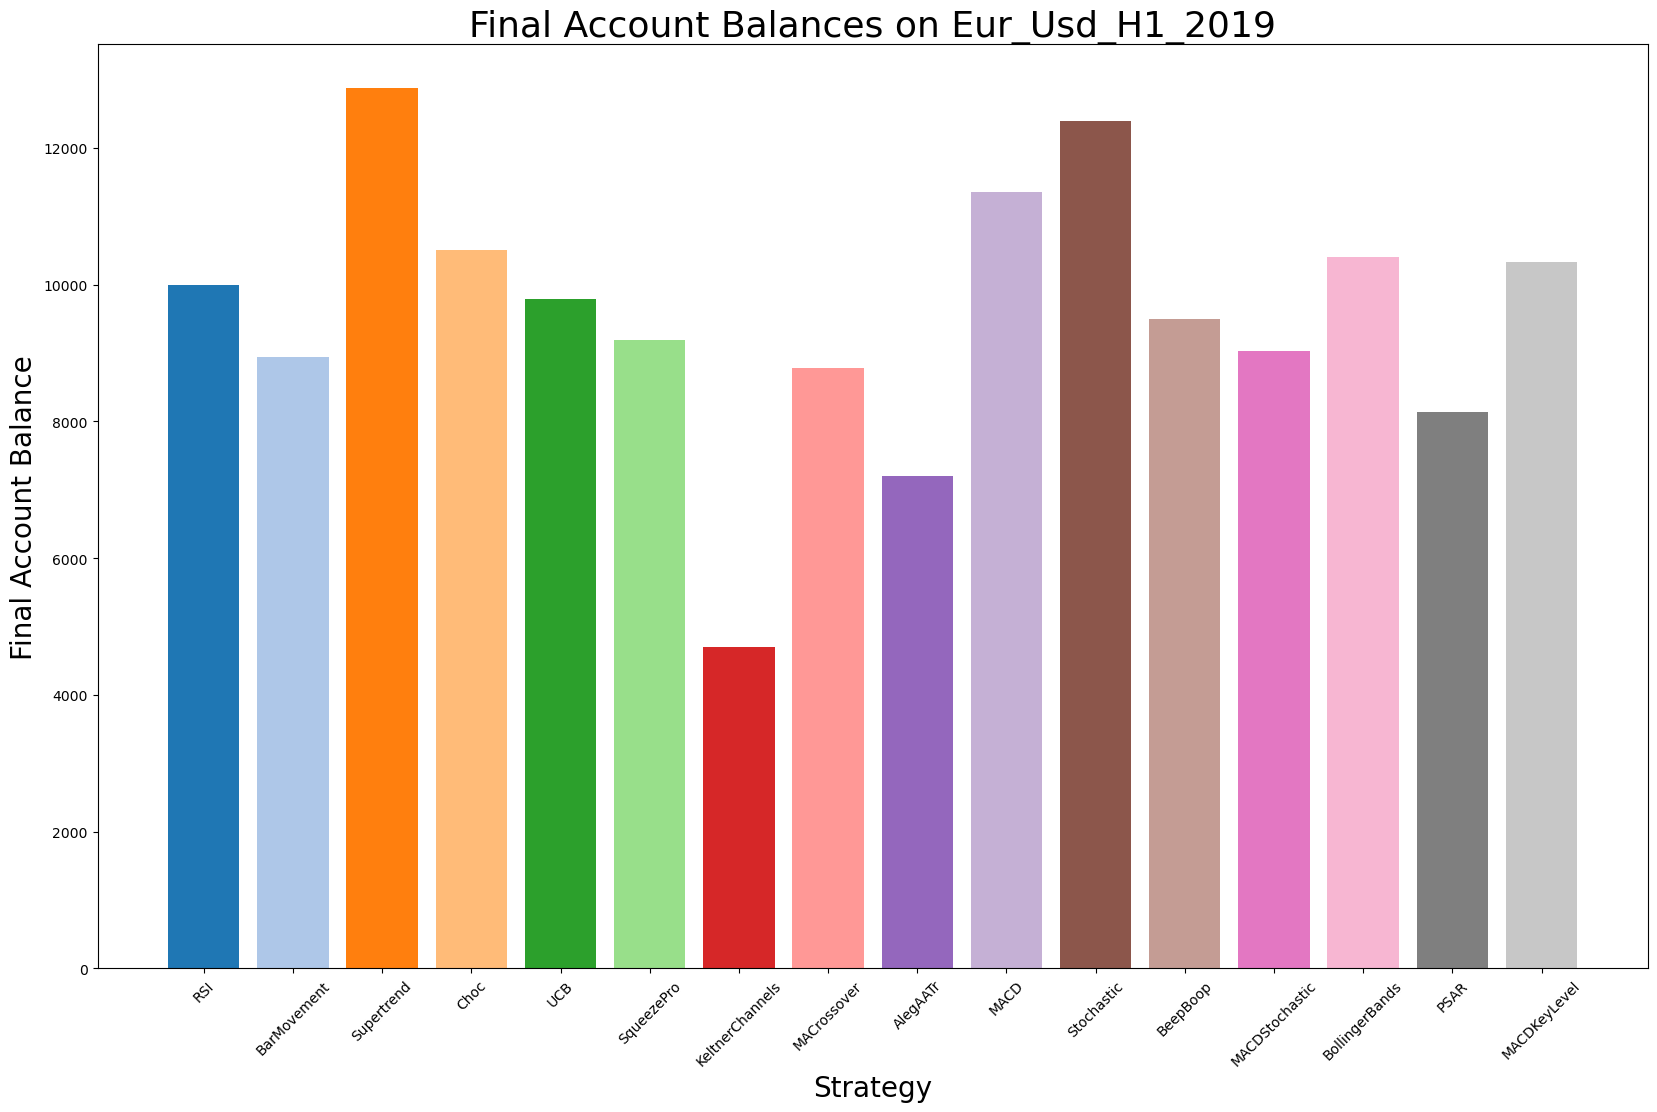 Final Account Balances on Eur_Usd_H1_2019
Final Account Balance
12000
10000
8000
6000
4000
2000
0
RSI
BarMovement
Supertrend
Choc
UCB
SqueezePro
KeltnerChannels
MACrossover
AlegAATr
MACD
Stochastic
BeepBoop
MACDStochastic
BollingerBands
PSAR
MACDKeyLevel
Strategy